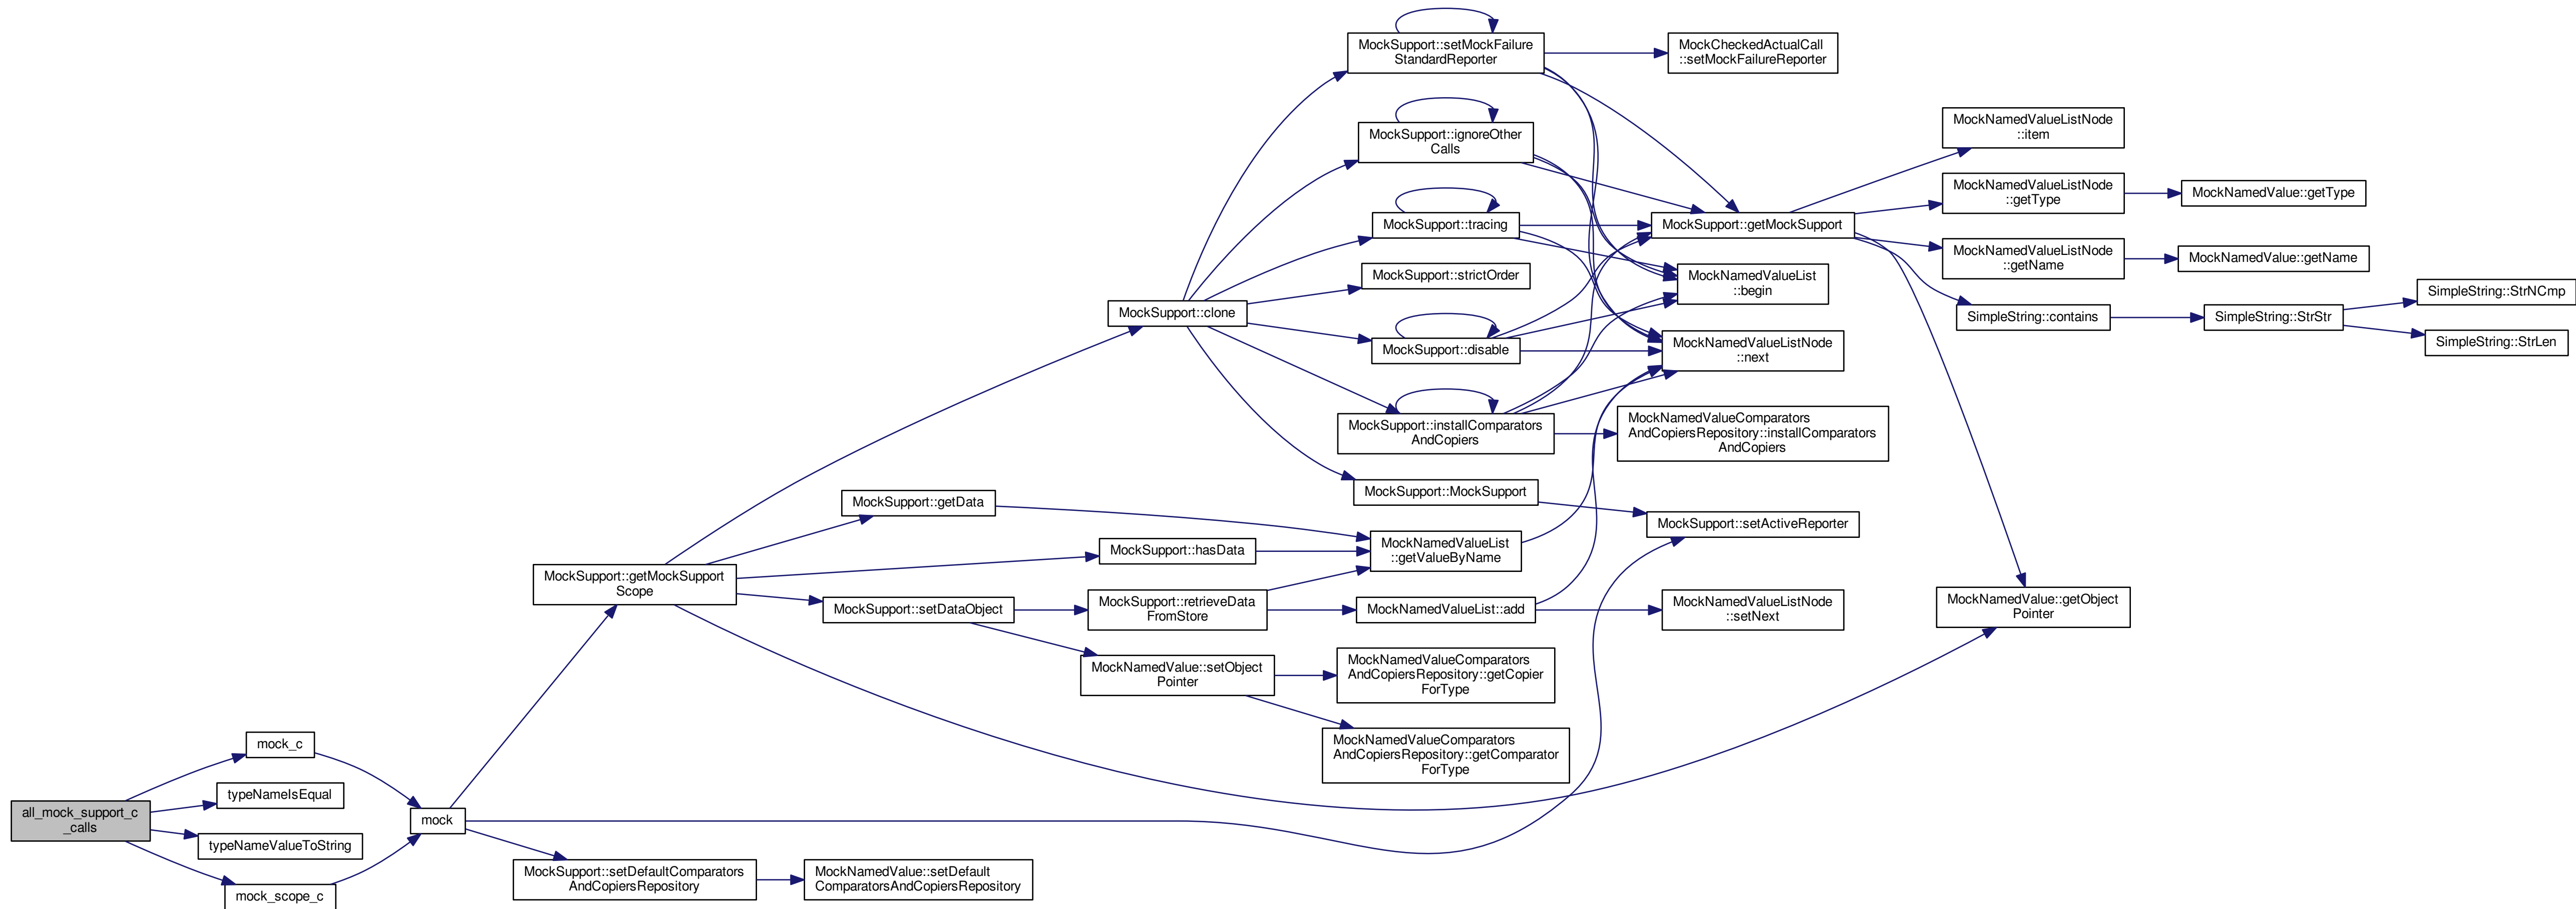 MockSupport::setMockFailure
StandardReporter
MockCheckedActualCall
::setMockFailureReporter
MockSupport::ignoreOther
Calls
MockNamedValueListNode
::item
MockNamedValueListNode
::getType
MockNamedValue::getType
MockSupport::tracing
MockSupport::getMockSupport
MockNamedValueListNode
::getName
MockNamedValue::getName
MockSupport::strictOrder
MockNamedValueList
::begin
SimpleString::StrNCmp
MockSupport::clone
SimpleString::contains
SimpleString::StrStr
SimpleString::StrLen
MockSupport::disable
MockNamedValueListNode
::next
MockSupport::installComparators
AndCopiers
MockNamedValueComparators
AndCopiersRepository::installComparators
AndCopiers
MockSupport::MockSupport
MockSupport::getData
MockSupport::setActiveReporter
MockSupport::hasData
MockNamedValueList
::getValueByName
MockSupport::getMockSupport
Scope
MockSupport::setDataObject
MockSupport::retrieveData
FromStore
MockNamedValueList::add
MockNamedValueListNode
::setNext
MockNamedValue::getObject
Pointer
MockNamedValue::setObject
Pointer
MockNamedValueComparators
AndCopiersRepository::getCopier
ForType
MockNamedValueComparators
AndCopiersRepository::getComparator
ForType
mock_c
typeNameIsEqual
all_mock_support_c
_calls
mock
typeNameValueToString
mock_scope_c
MockSupport::setDefaultComparators
AndCopiersRepository
MockNamedValue::setDefault
ComparatorsAndCopiersRepository